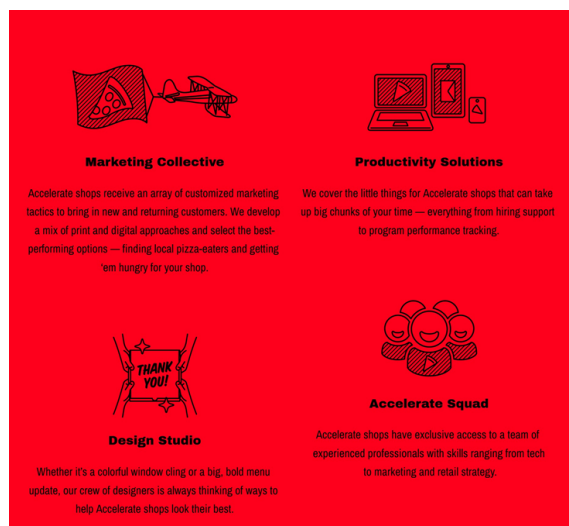 Marketing Collective
Accelerate shops receive an array of customized marketing
tactics to bring in new and returning customers. We develop
a mix of print and digital approaches and select the best-
performing options — finding local pizza-eaters and getting
'em hungry for your shop.
Productivity Solutions
We cover the little things for Accelerate shops that can take
up big chunks of your time — everything from hiring support
to program performance tracking.
THANK
YOU!
Design Studio
Whether it's a colorful window cling or a big, bold menu
update, our crew of designers is always thinking of ways to
help Accelerate shops look their best.
Accelerate Squad
Accelerate shops have exclusive access to a team of
experienced professionals with skills ranging from tech
to marketing and retail strategy.